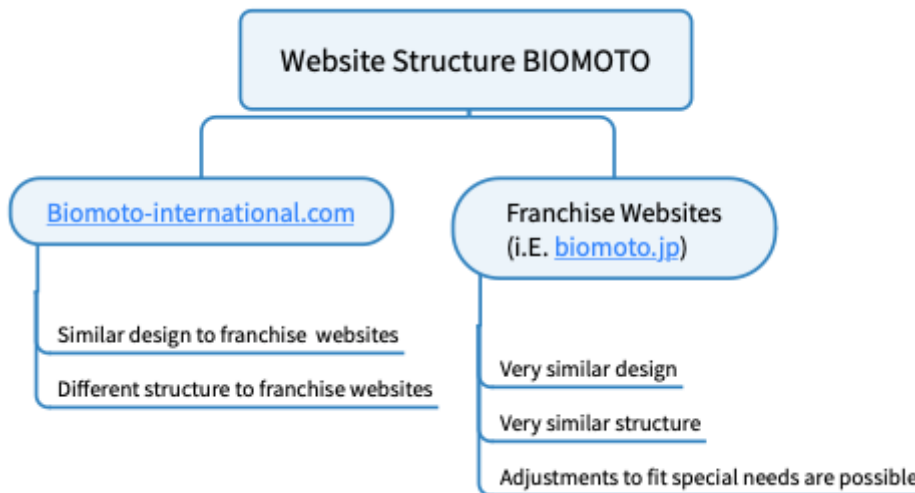 Website Structure BIOMOTO
Biomoto-international.com
Similar design to franchise websites
Different structure to franchise websites
Franchise Websites
(i.E. biomoto.jp)
Very similar design
Very similar structure
Adjustments to fit special needs are possible